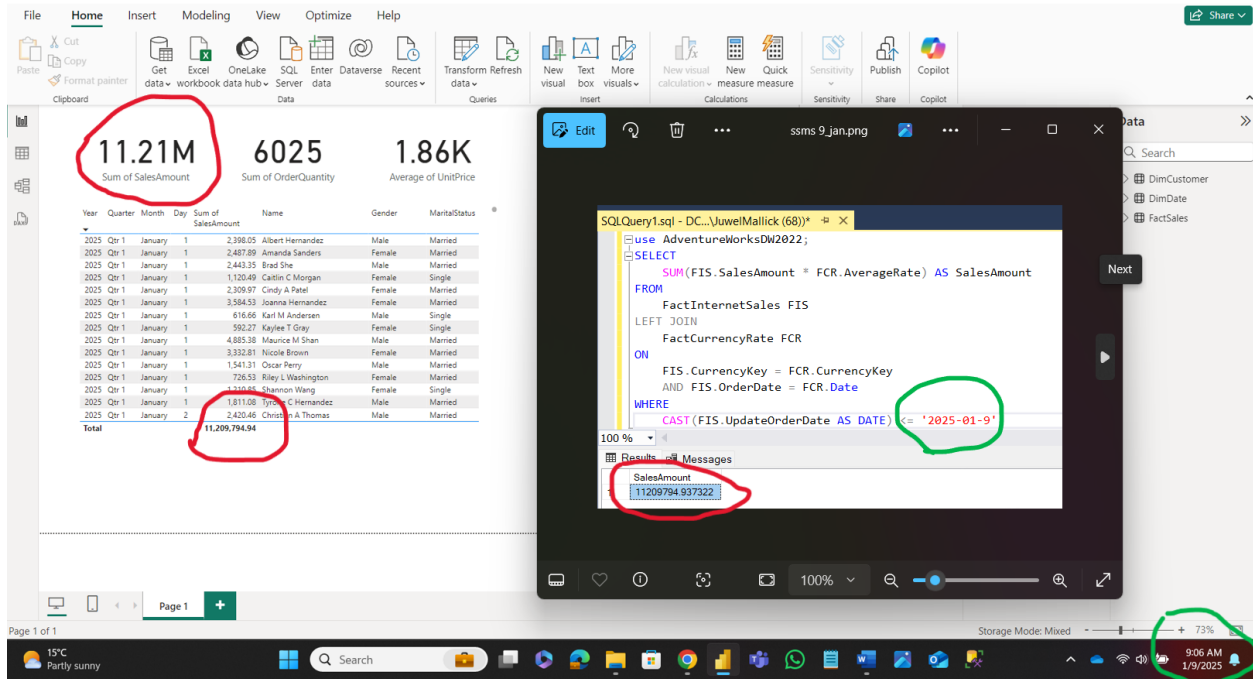 File Home Insert Modeling View Optimize Help
Share
Cut
Copy
Format painter
Paste
Get data
Excel workbook
OneLake data hub
SQL Server
Enter data
Dataverse
Recent sources
Transform data
Refresh
New visual
Text box
More visuals
New visual calculation
New measure
Quick measure
Sensitivity
Publish
Copilot
Clipboard Data Queries Insert Calculations Sensitivity Share Copilot
11.21M
Sum of SalesAmount
6025
Sum of OrderQuantity
1.86K
Average of UnitPrice
Year Quarter Month Day Sum of SalesAmount Name Gender MaritalStatus
2025 Qtr 1 January 1 2,398.05 Albert Hernandez Male Married
2025 Qtr 1 January 1 2,487.89 Amanda Sanders Female Married
2025 Qtr 1 January 1 2,443.35 Brad She Male Married
2025 Qtr 1 January 1 1,120.49 Caitlin C Morgan Female Single
2025 Qtr 1 January 1 2,309.97 Cindy A Patel Female Married
2025 Qtr 1 January 1 3,584.53 Joanna Hernandez Female Married
2025 Qtr 1 January 1 616.66 Karl M Andersen Male Single
2025 Qtr 1 January 1 592.27 Kaylee T Gray Female Single
2025 Qtr 1 January 1 4,885.38 Maurice M Shan Male Married
2025 Qtr 1 January 1 3,332.81 Nicole Brown Female Married
2025 Qtr 1 January 1 1,541.31 Oscar Perry Male Married
2025 Qtr 1 January 1 726.53 Riley L Washington Female Married
2025 Qtr 1 January 1 Shannon Wang Female Single
2025 Qtr 1 January 1 1,811.08 C Hernandez Male Married
2025 Qtr 1 January 2 2,420.46 A Thomas Male Married
Total 11,209,794.94
Edit
ssms 9_jan.png
SQLQuery1.sql - DC...\JuwelMallick (68))*
use AdventureWorksDW2022;
SELECT
SUM(FIS.SalesAmount * FCR.AverageRate) AS SalesAmount
FROM
FactInternetSales FIS
LEFT JOIN
FactCurrencyRate FCR
ON
FIS.CurrencyKey = FCR.CurrencyKey
AND FIS.OrderDate = FCR.Date
WHERE
CAST(FIS.UpdateOrderDate AS DATE) <= '2025-01-9'
100 %
Results Messages
SalesAmount
11209794.937322
100%
Next
Data
Search
DimCustomer
DimDate
FactSales
Page 1
Page 1 of 1
Storage Mode: Mixed
73%
15°C
Partly sunny
Search
9:06 AM
1/9/2025